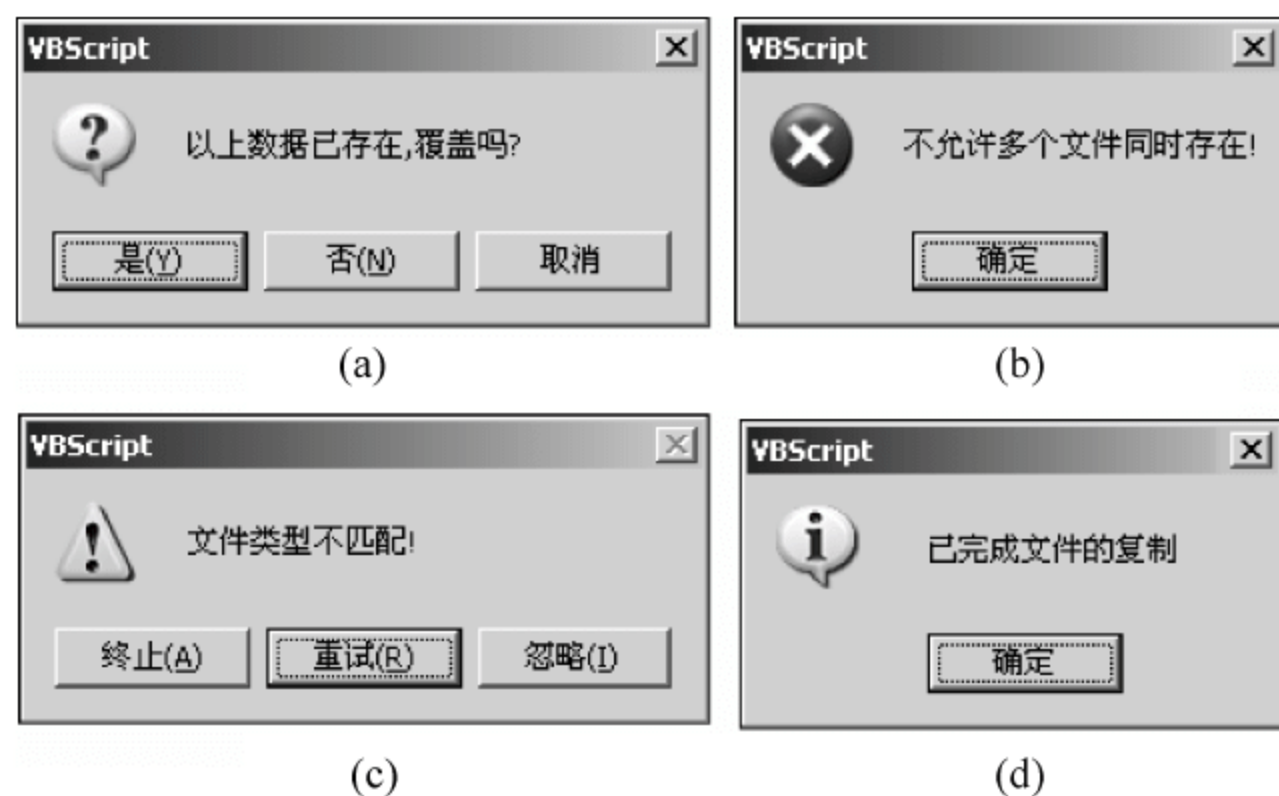 VBScript
以上数据已存在,覆盖吗?
是(Y) 否(N) 取消
(a)
VBScript
不允许多个文件同时存在!
确定
(b)
VBScript
文件类型不匹配!
终止(A) 重试(R) 忽略(I)
(c)
VBScript
已完成文件的复制
确定
(d)